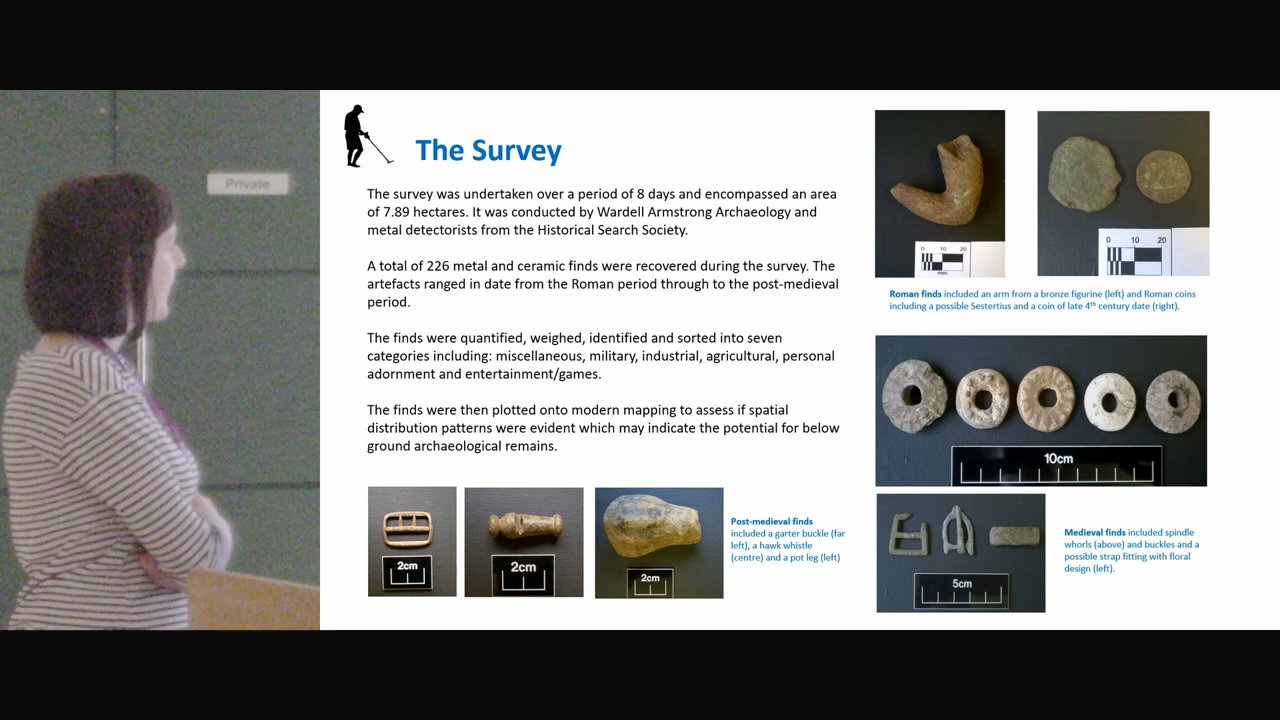 Private
The Survey
The survey was undertaken over a period of 8 days and encompassed an area
of 7.89 hectares. It was conducted by Wardell Armstrong Archaeology and
metal detectorists from the Historical Search Society.
A total of 226 metal and ceramic finds were recovered during the survey. The
artefacts ranged in date from the Roman period through to the post-medieval
period.
The finds were quantified, weighed, identified and sorted into seven
categories including: miscellaneous, military, industrial, agricultural, personal
adornment and entertainment/games.
The finds were then plotted onto modern mapping to assess if spatial
distribution patterns were evident which may indicate the potential for below
ground archaeological remains.
2cm
2cm
2cm
Post-medieval finds
included a garter buckle (far
left), a hawk whistle
(centre) and a pot leg (left)
0 10 20
mm
0 10 20
Roman finds included an arm from a bronze figurine (left) and Roman coins
including a possible Sestertius and a coin of late 4th century date (right).
10cm
5cm
Medieval finds included spindle
whorls (above) and buckles and a
possible strap fitting with floral
design (left).